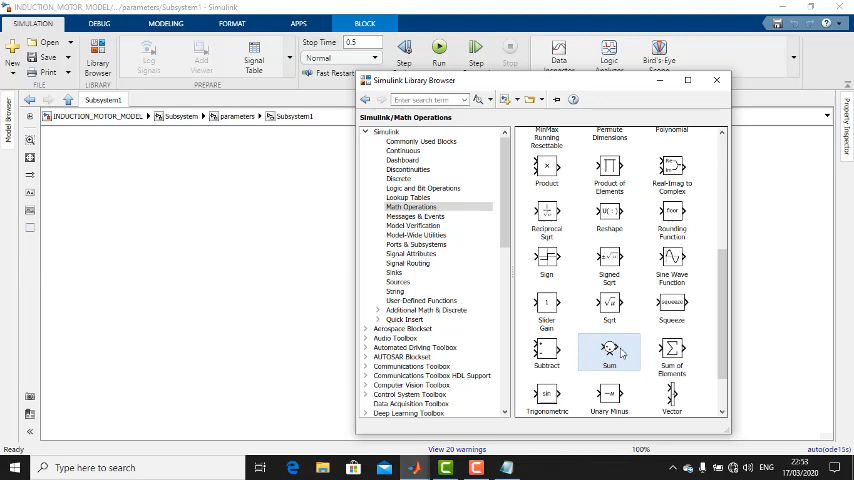 INDUCTION_MOTOR_MODEL/.../parameters/Subsystem1 - Simulink
SIMULATION
DEBUG
MODELING
FORMAT
APPS
BLOCK
New
Open
Save
Print
FILE
Library
Browser
LIBRARY
Log
Signals
Add
Viewer
Signal
Table
PREPARE
Stop Time 0.5
Normal
Fast Restart
Step
Run
Step
Stop
Data
Inspector
Logic
Analyzer
Bird's-Eye
Scope
Subsystem1
Model Browser
Property Inspector
INDUCTION_MOTOR_MODEL
Subsystem
parameters
Subsystem1
Simulink Library Browser
Enter search term
Simulink/Math Operations
Simulink
Commonly Used Blocks
Continuous
Dashboard
Discontinuities
Discrete
Logic and Bit Operations
Lookup Tables
Math Operations
Messages & Events
Model Verification
Model-Wide Utilities
Ports & Subsystems
Signal Attributes
Signal Routing
Sinks
Sources
String
User-Defined Functions
Additional Math & Discrete
Quick Insert
Aerospace Blockset
Audio Toolbox
Automated Driving Toolbox
AUTOSAR Blockset
Communications Toolbox
Communications Toolbox HDL Support
Computer Vision Toolbox
Control System Toolbox
Data Acquisition Toolbox
Deep Learning Toolbox
MinMax
Running
Resettable
Permute
Dimensions
Polynomial
Product
Product of
Elements
Re
Im
Real-Imag to
Complex
Reciprocal
Sqrt
U( : )
Reshape
floor
Rounding
Function
Sign
Signed
Sqrt
Sine Wave
Function
1
Slider
Gain
Sqrt
squeeze
Squeeze
Subtract
Sum
Sum of
Elements
sin
Trigonometric
-u
Unary Minus
Vector
Ready
View 20 warnings
100%
auto(ode15s)
Type here to search
ENG
22:53
17/03/2020